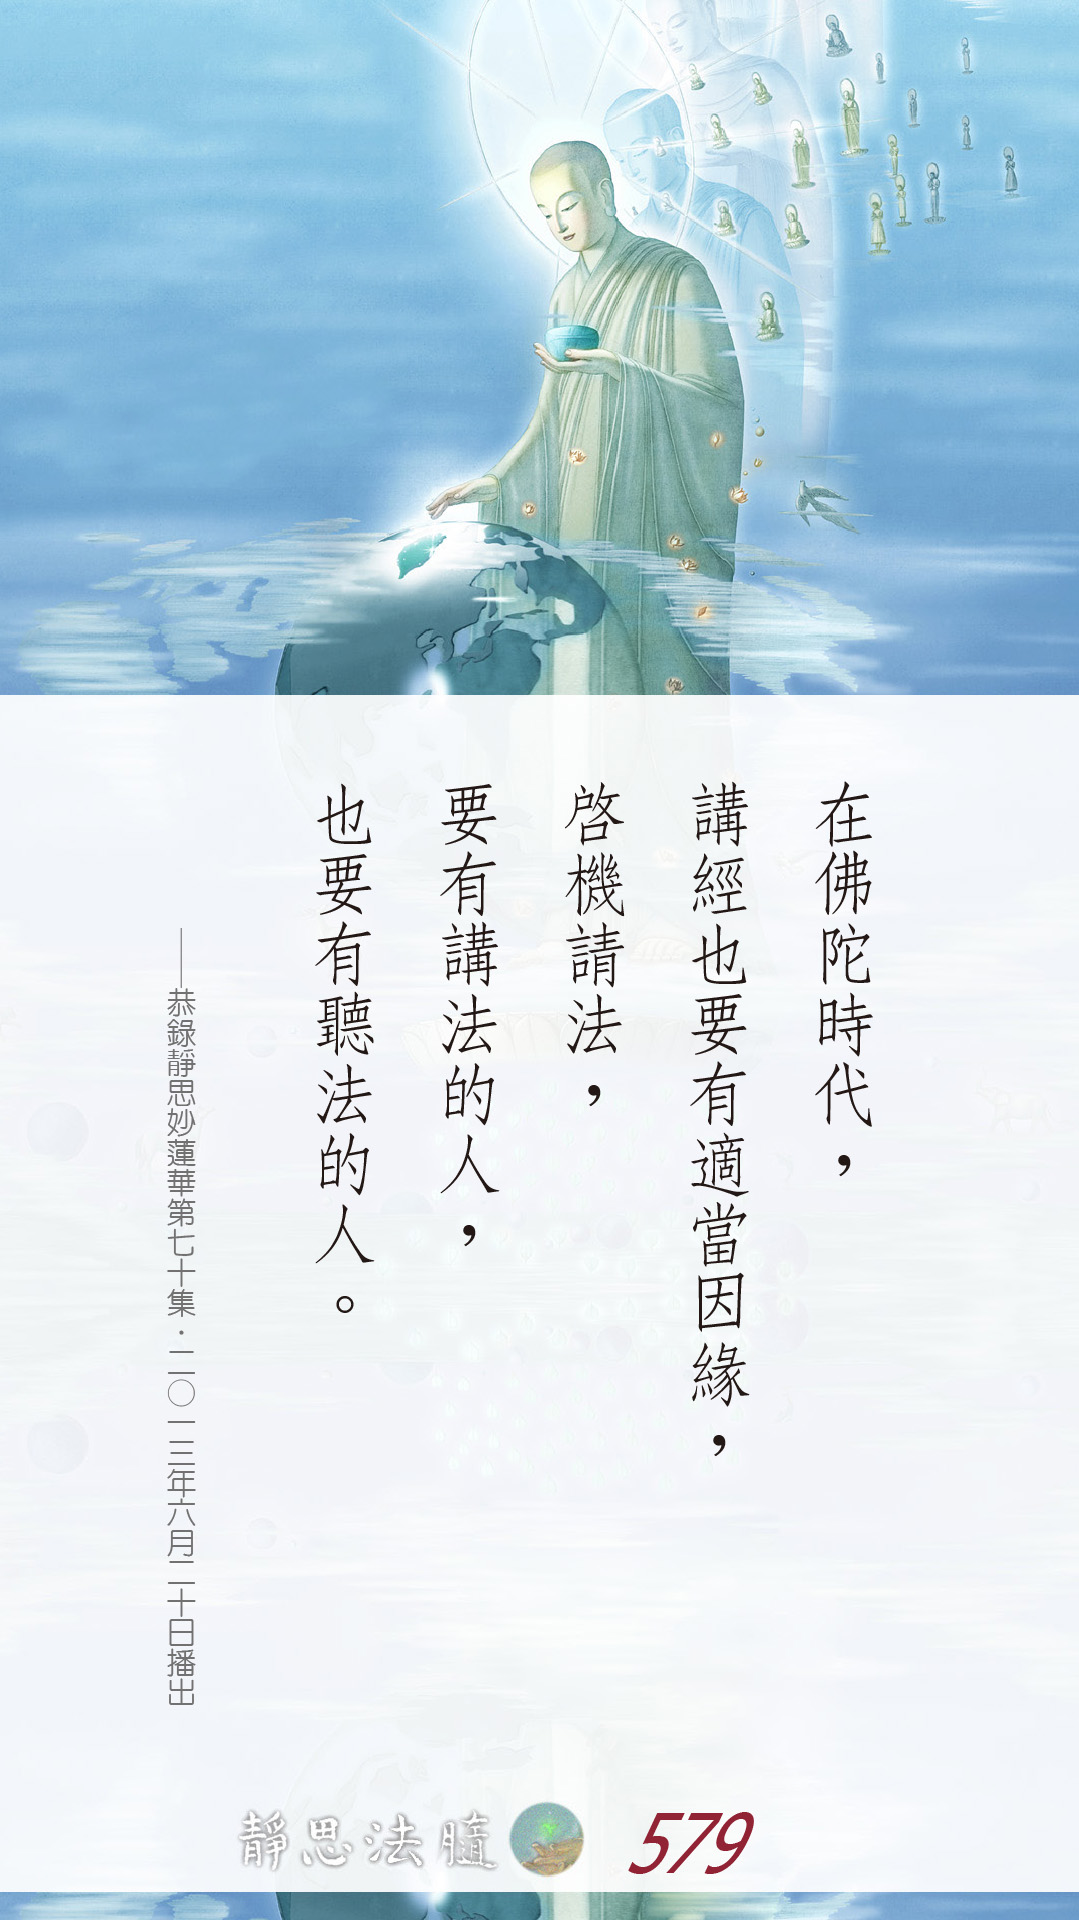 在佛陀時代，
講經也要有適當因緣，
啓機請法，
要有講法的人，
也要有聽法的人。
——恭錄靜思妙蓮華第七十集．二〇一三年六月二十日播出
靜思法髓
579